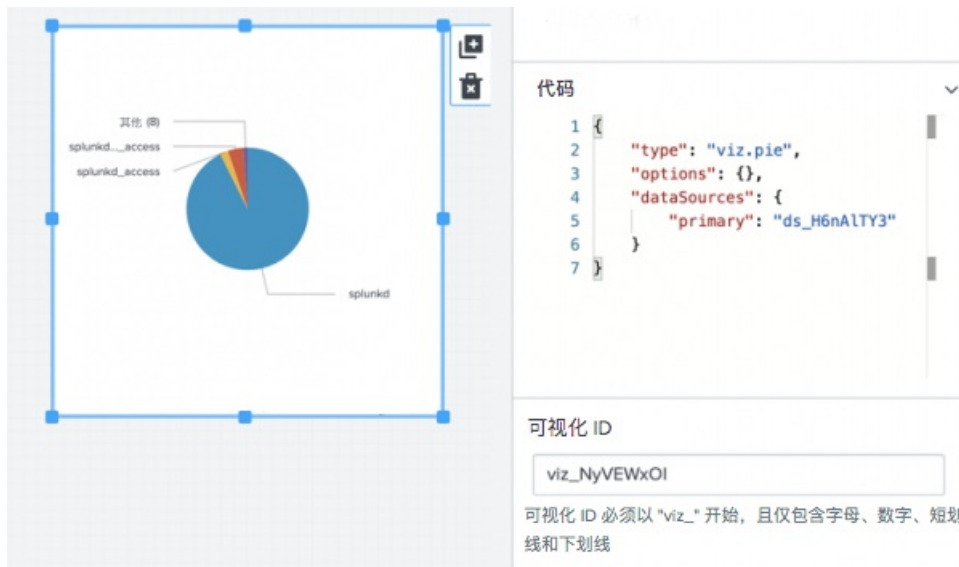 其他 (8)
splunkd..._access
splunkd_access
splunkd
代码
1 {
2 "type": "viz.pie",
3 "options": {},
4 "dataSources": {
5 "primary": "ds_H6nAlTY3"
6 }
7 }
可视化 ID
viz_NyVEWxOI
可视化 ID 必须以 "viz_" 开始，且仅包含字母、数字、短划
线和下划线